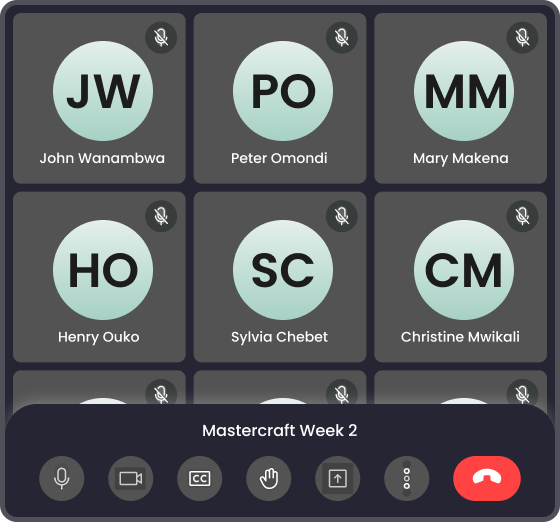 JW
PO
MM
John Wanambwa
Peter Omondi
Mary Makena
HO
SC
CM
Henry Ouko
Sylvia Chebet
Christine Mwikali
Mastercraft Week 2
CC